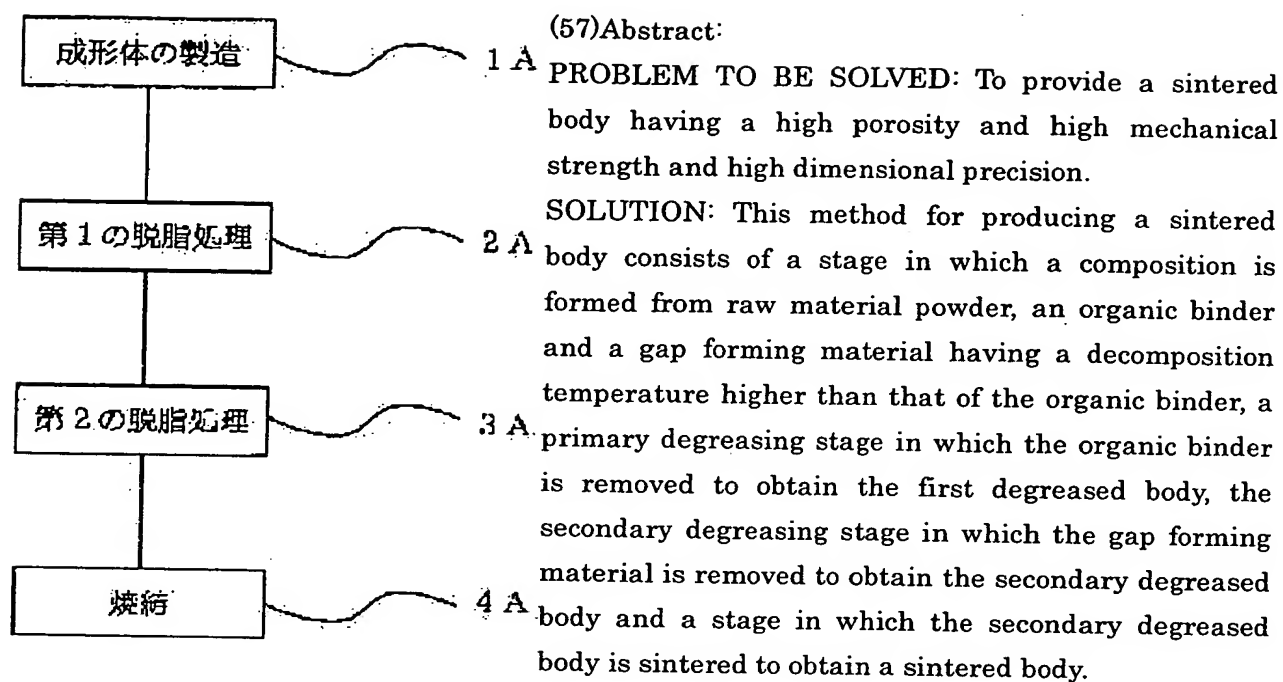 成形体の製造
1A
第1の脱脂処理
2A
第2の脱脂処理
3A
焼結
4A
(57)Abstract:
PROBLEM TO BE SOLVED: To provide a sintered
body having a high porosity and high mechanical
strength and high dimensional precision.
SOLUTION: This method for producing a sintered
body consists of a stage in which a composition is
formed from raw material powder, an organic binder
and a gap forming material having a decomposition
temperature higher than that of the organic binder, a
primary degreasing stage in which the organic binder
is removed to obtain the first degreased body, the
secondary degreasing stage in which the gap forming
material is removed to obtain the secondary degreased
body and a stage in which the secondary degreased
body is sintered to obtain a sintered body.